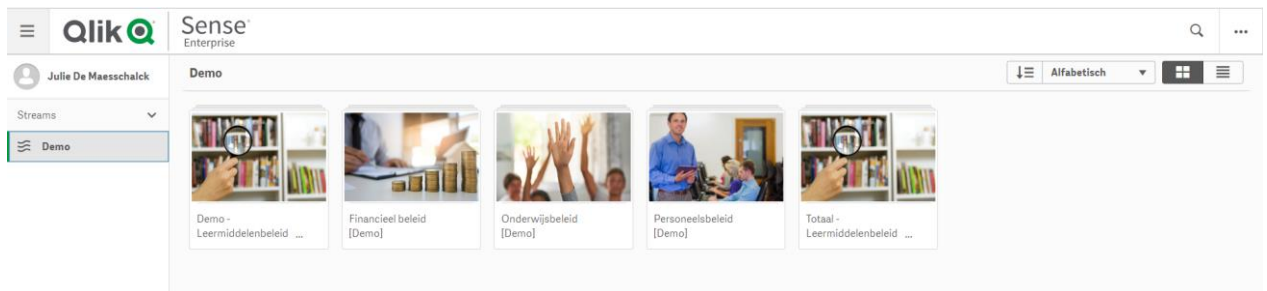 Qlik
Sense®
Enterprise
Julie De Maesschalck
Streams
Demo
Demo
Alfabetisch
Demo -
Leermiddelenbeleid ...
Financieel beleid
[Demo]
Onderwijsbeleid
[Demo]
Personeelsbeleid
[Demo]
Totaal -
Leermiddelenbeleid ...